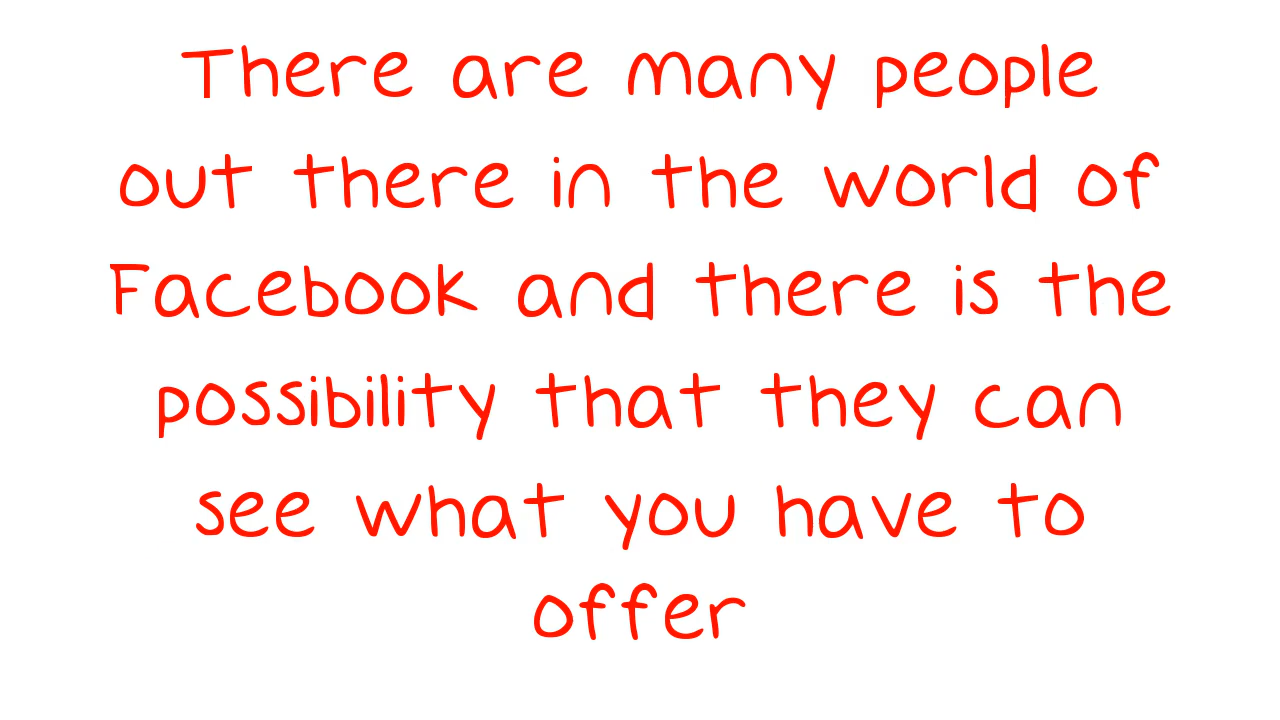 There are many people
out there in the world of
Facebook and there is the
possibility that they can
see what you have to
offer